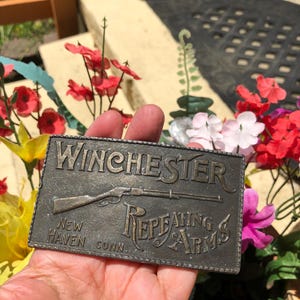 WINCHESTER
REPEATING
ARMS
NEW
HAVEN CONN